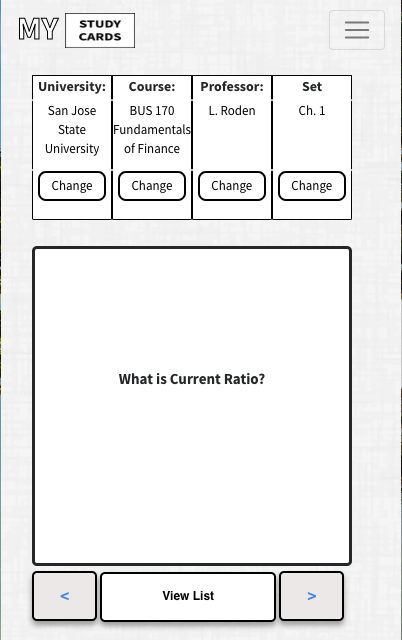 MY STUDY
CARDS
University: Course: Professor: Set
San Jose State University
BUS 170 Fundamentals of Finance
L. Roden
Ch. 1
Change Change Change Change
What is Current Ratio?
< View List >